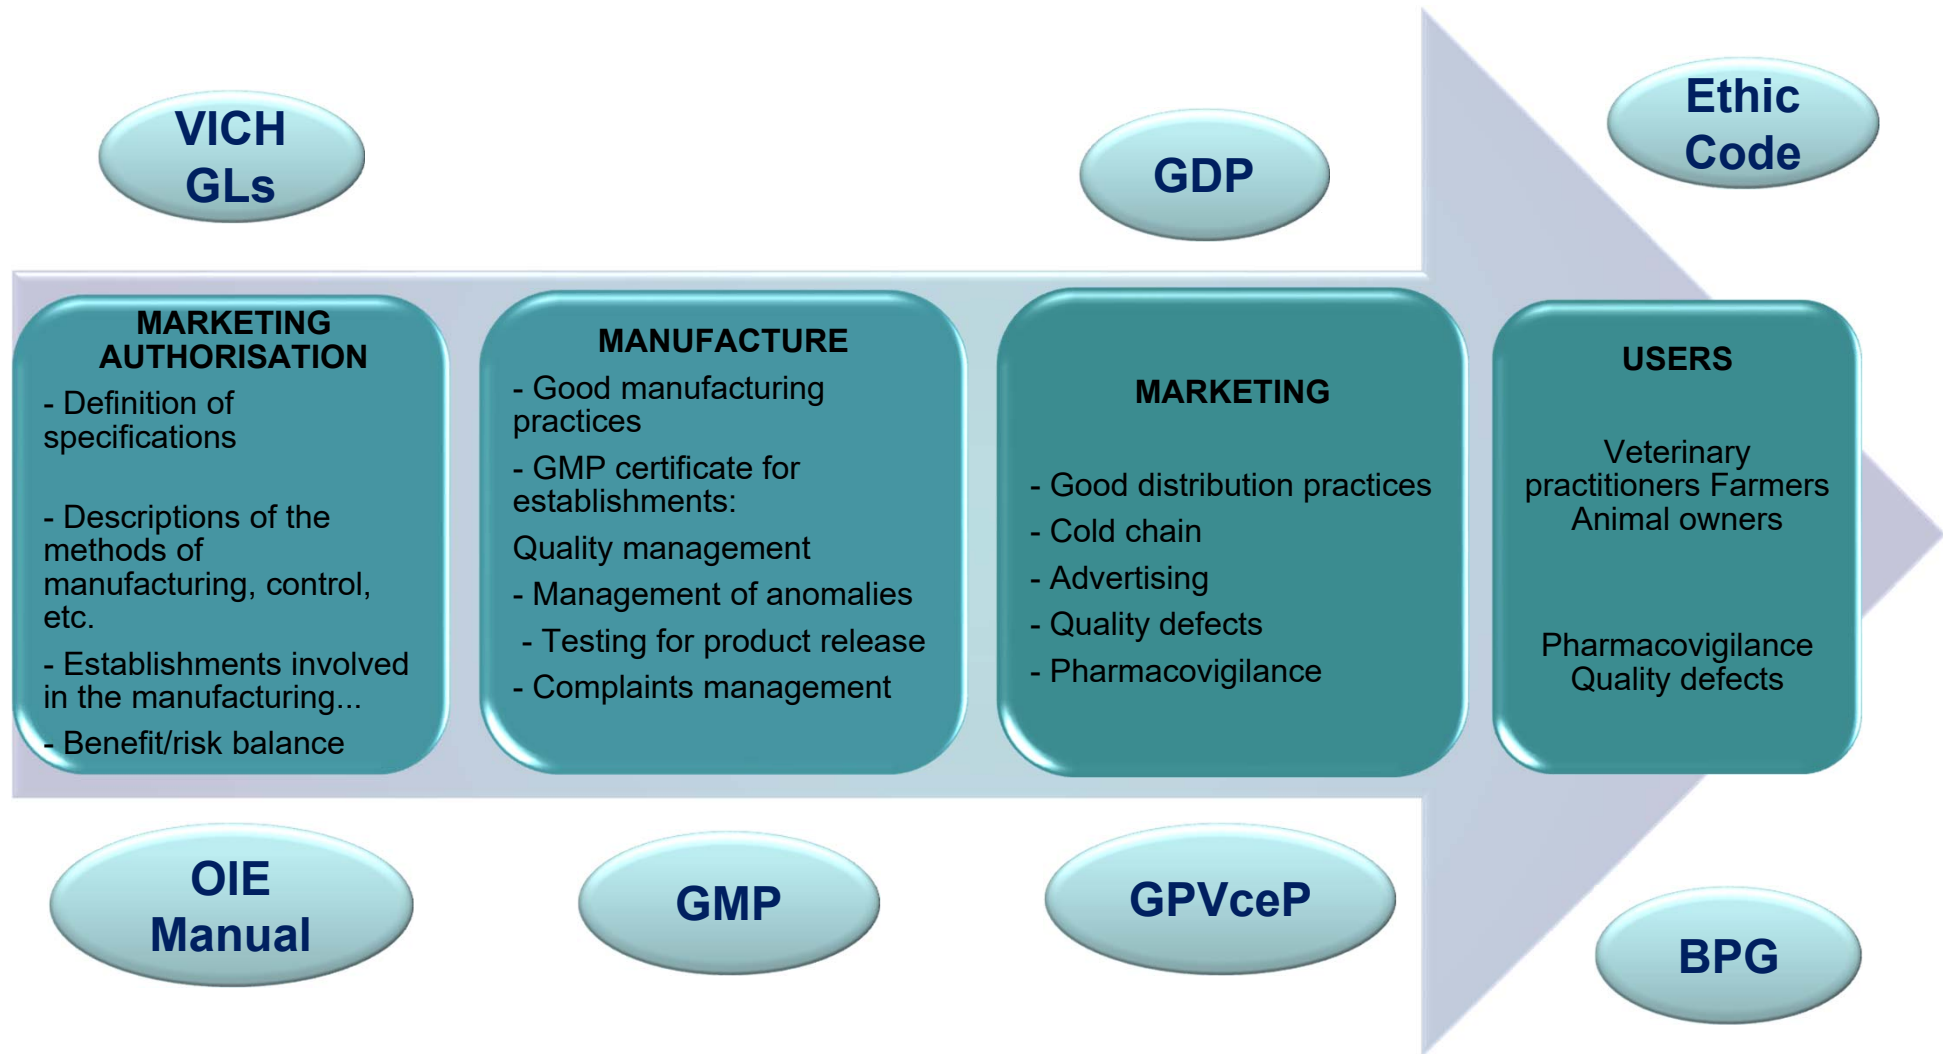 VICH
GLs
GDP
Ethic
Code
MARKETING
AUTHORISATION
- Definition of
specifications
- Descriptions of the
methods of
manufacturing, control,
etc.
- Establishments involved
in the manufacturing...
- Benefit/risk balance
MANUFACTURE
- Good manufacturing
practices
- GMP certificate for
establishments:
Quality management
- Management of anomalies
- Testing for product release
- Complaints management
MARKETING
- Good distribution practices
- Cold chain
- Advertising
- Quality defects
- Pharmacovigilance
USERS
Veterinary
practitioners Farmers
Animal owners
Pharmacovigilance
Quality defects
OIE
Manual
GMP
GPVceP
BPG